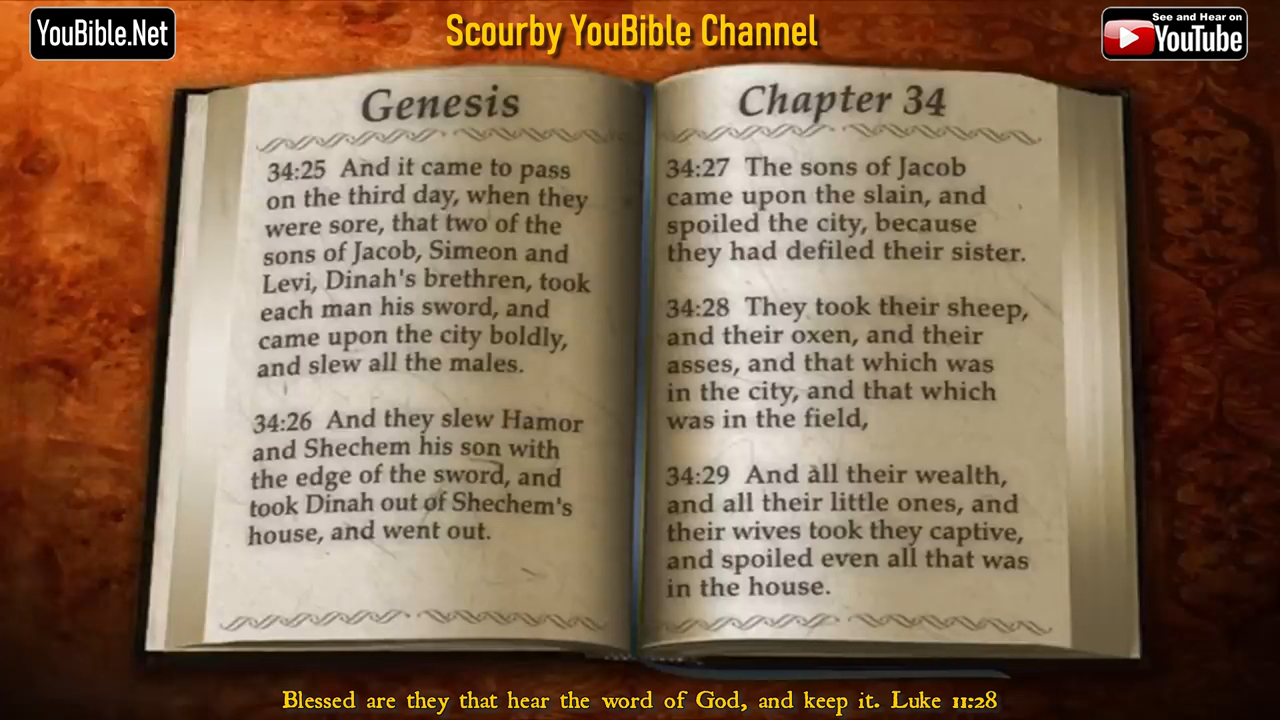 YouBible.Net
Scourby YouBible Channel
See and Hear on
YouTube
Genesis
34:25 And it came to pass
on the third day, when they
were sore, that two of the
sons of Jacob, Simeon and
Levi, Dinah's brethren, took
each man his sword, and
came upon the city boldly,
and slew all the males.
34:26 And they slew Hamor
and Shechem his son with
the edge of the sword, and
took Dinah out of Shechem's
house, and went out.
Chapter 34
34:27 The sons of Jacob
came upon the slain, and
spoiled the city, because
they had defiled their sister.
34:28 They took their sheep,
and their oxen, and their
asses, and that which was
in the city, and that which
was in the field,
34:29 And all their wealth,
and all their little ones, and
their wives took they captive,
and spoiled even all that was
in the house.
Blessed are they that hear the word of God, and keep it. Luke 11:28